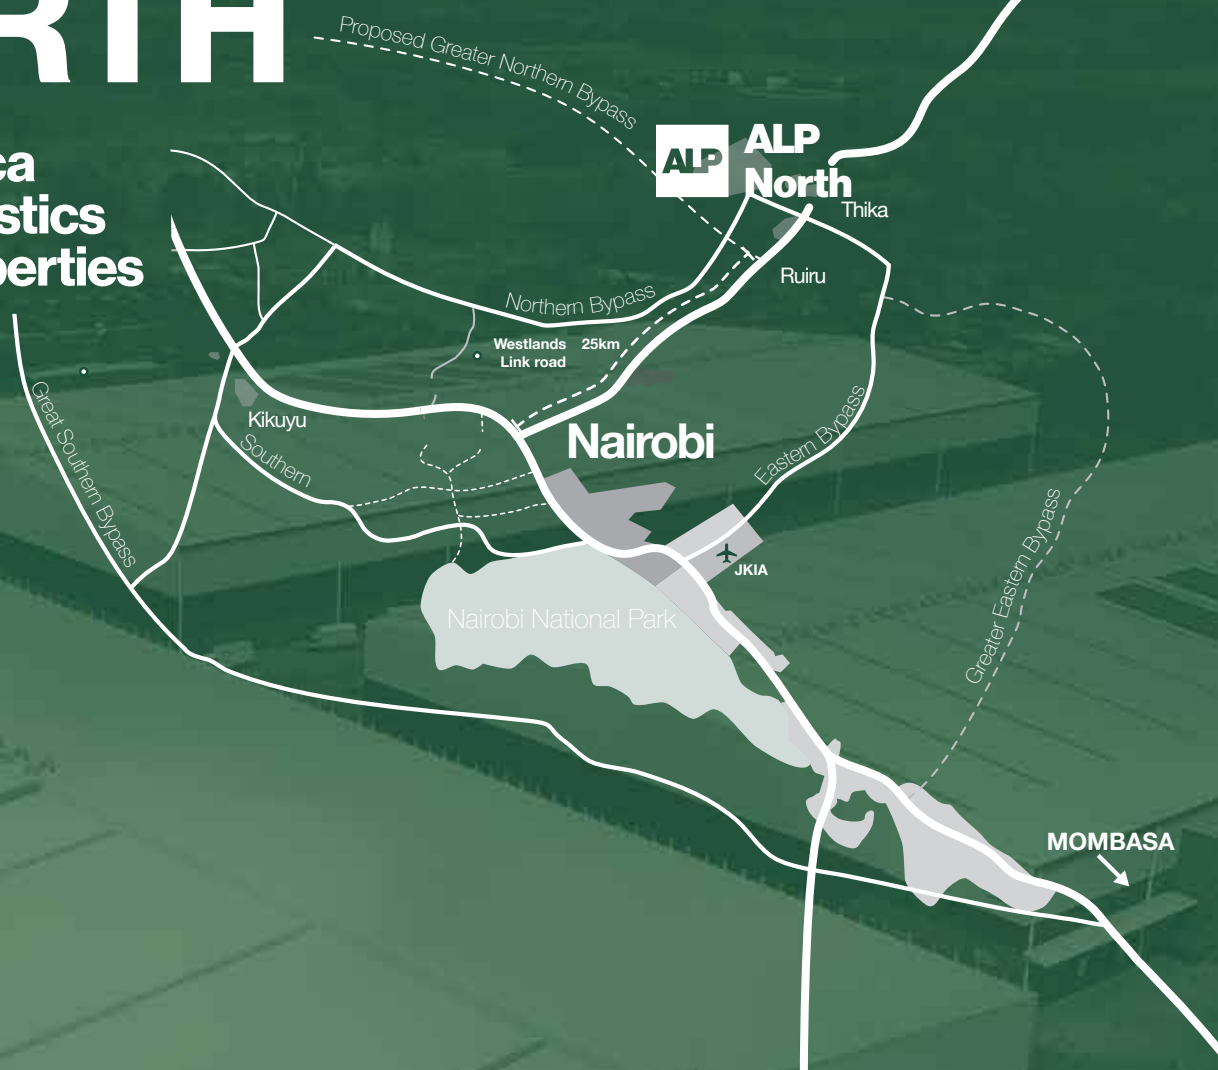 RTH
ca
stics
perties
Proposed Greater Northern Bypass
ALP
ALP
North
Thika
Ruiru
Northern Bypass
Westlands 25km
Link road
Great Southern Bypass
Kikuyu
Southern
Nairobi
Eastern Bypass
JKIA
Nairobi National Park
Greater Eastern Bypass
MOMBASA